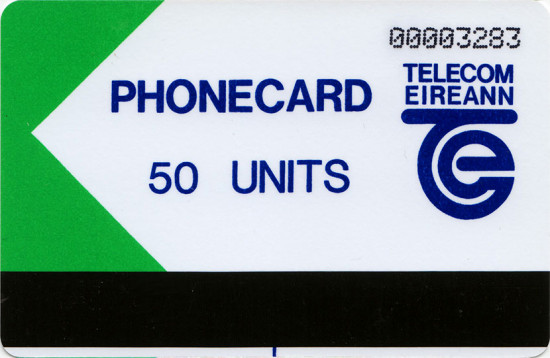 00003283
TELECOM
EIREANN
PHONECARD
50 UNITS